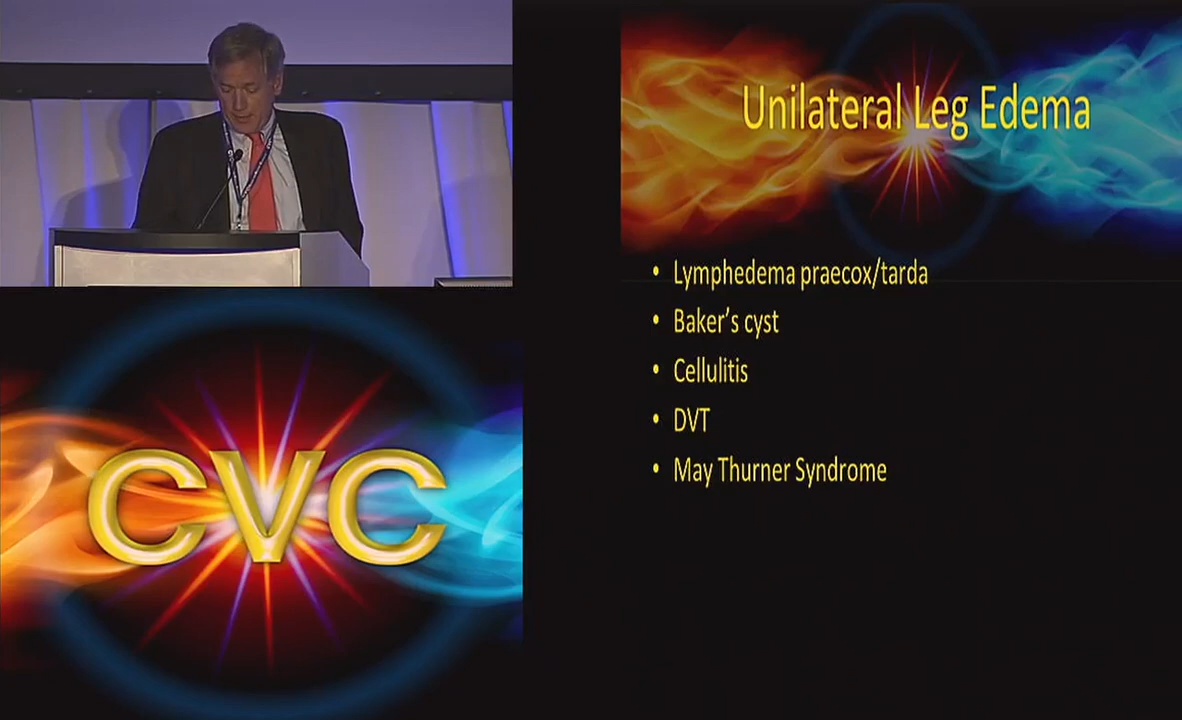 Unilateral Leg Edema
• Lymphedema praecox/tarda
• Baker's cyst
• Cellulitis
• DVT
• May Thurner Syndrome
CVC